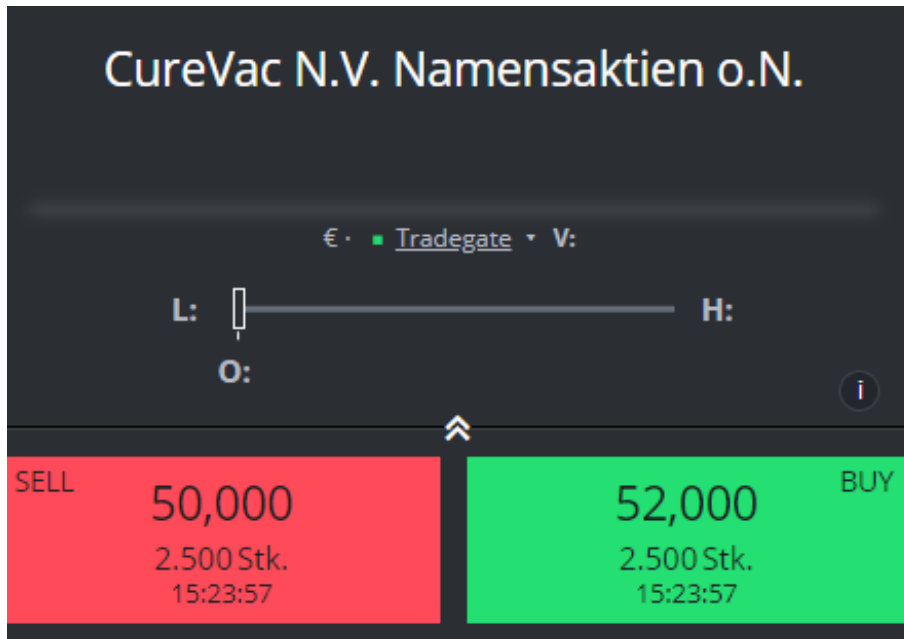 CureVac N.V. Namensaktien o.N.
€ · Tradegate ▾ V:
L: H:
O:
i
SELL BUY
50,000 52,000
2.500 Stk. 2.500 Stk.
15:23:57 15:23:57